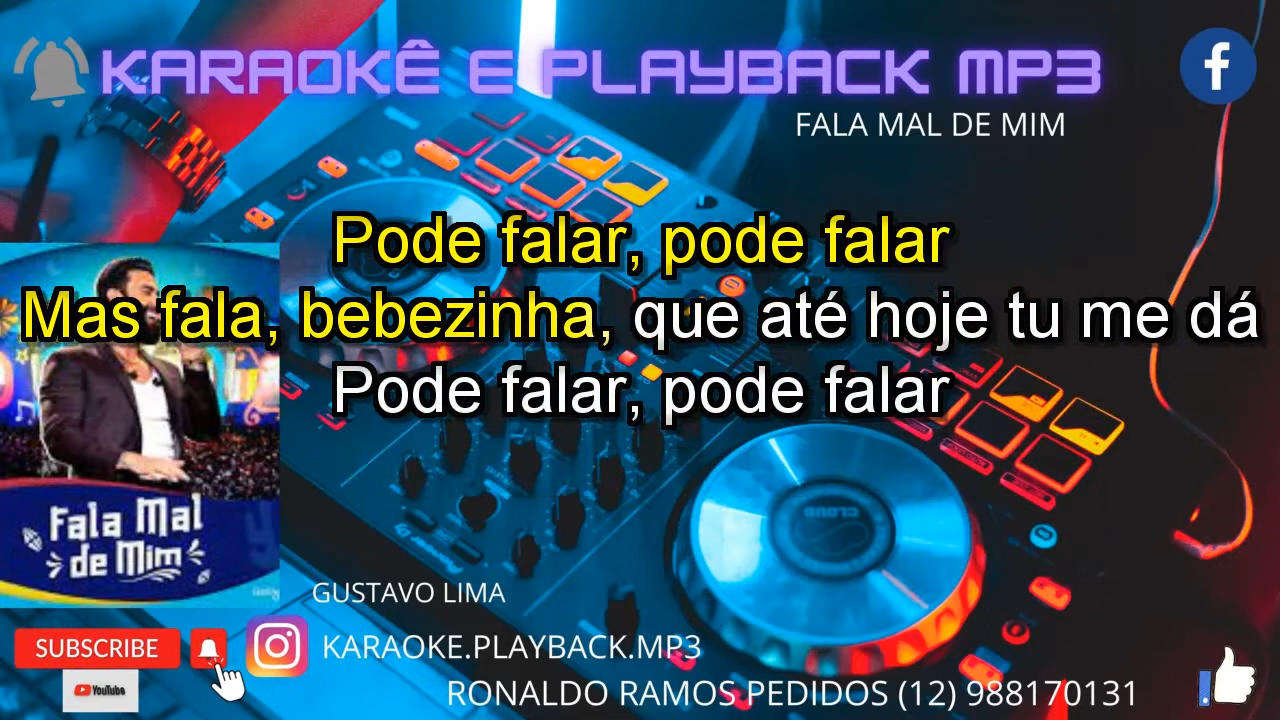 KARAOKÊ E PLAYBACK MP3
FALA MAL DE MIM
Pode falar, pode falar
Mas fala, bebezinha, que até hoje tu me dá
Pode falar, pode falar
Fala Mal
de Mim
GUSTAVO LIMA
SUBSCRIBE
KARAOKE.PLAYBACK.MP3
YouTube
RONALDO RAMOS PEDIDOS (12) 988170131
CLOUD